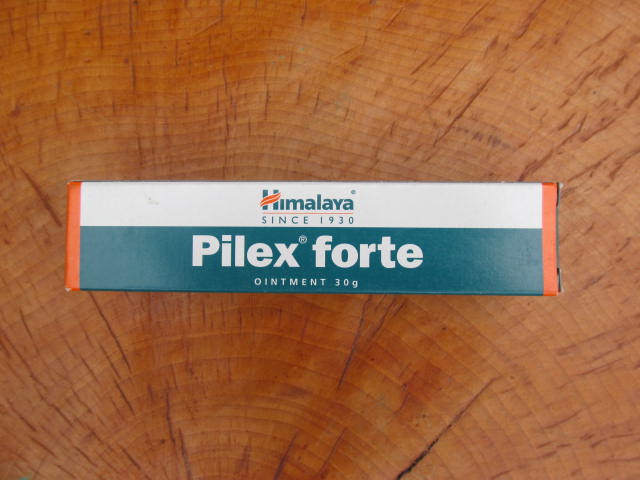 Himalaya®
SINCE 1930
Pilex® forte
OINTMENT 30g